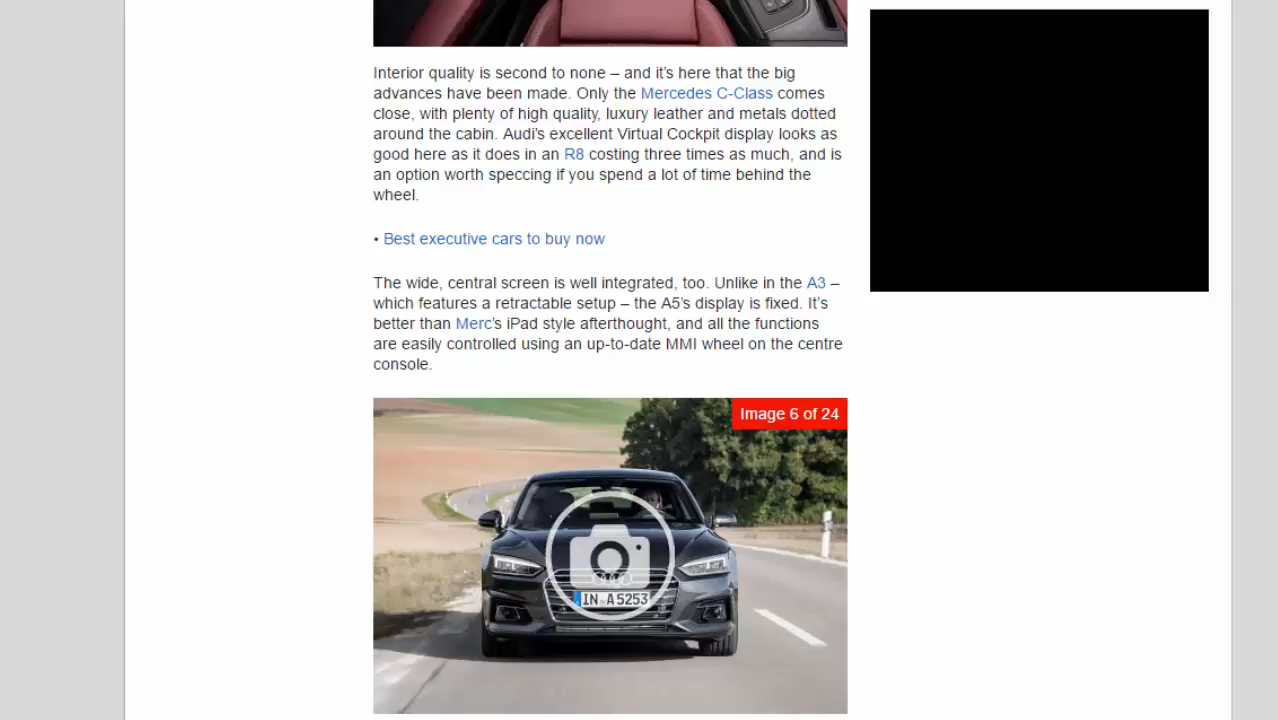 Interior quality is second to none – and it's here that the big
advances have been made. Only the Mercedes C-Class comes
close, with plenty of high quality, luxury leather and metals dotted
around the cabin. Audi's excellent Virtual Cockpit display looks as
good here as it does in an R8 costing three times as much, and is
an option worth speccing if you spend a lot of time behind the
wheel.
• Best executive cars to buy now
The wide, central screen is well integrated, too. Unlike in the A3 –
which features a retractable setup – the A5's display is fixed. It's
better than Merc's iPad style afterthought, and all the functions
are easily controlled using an up-to-date MMI wheel on the centre
console.
Image 6 of 24
IN A 5253